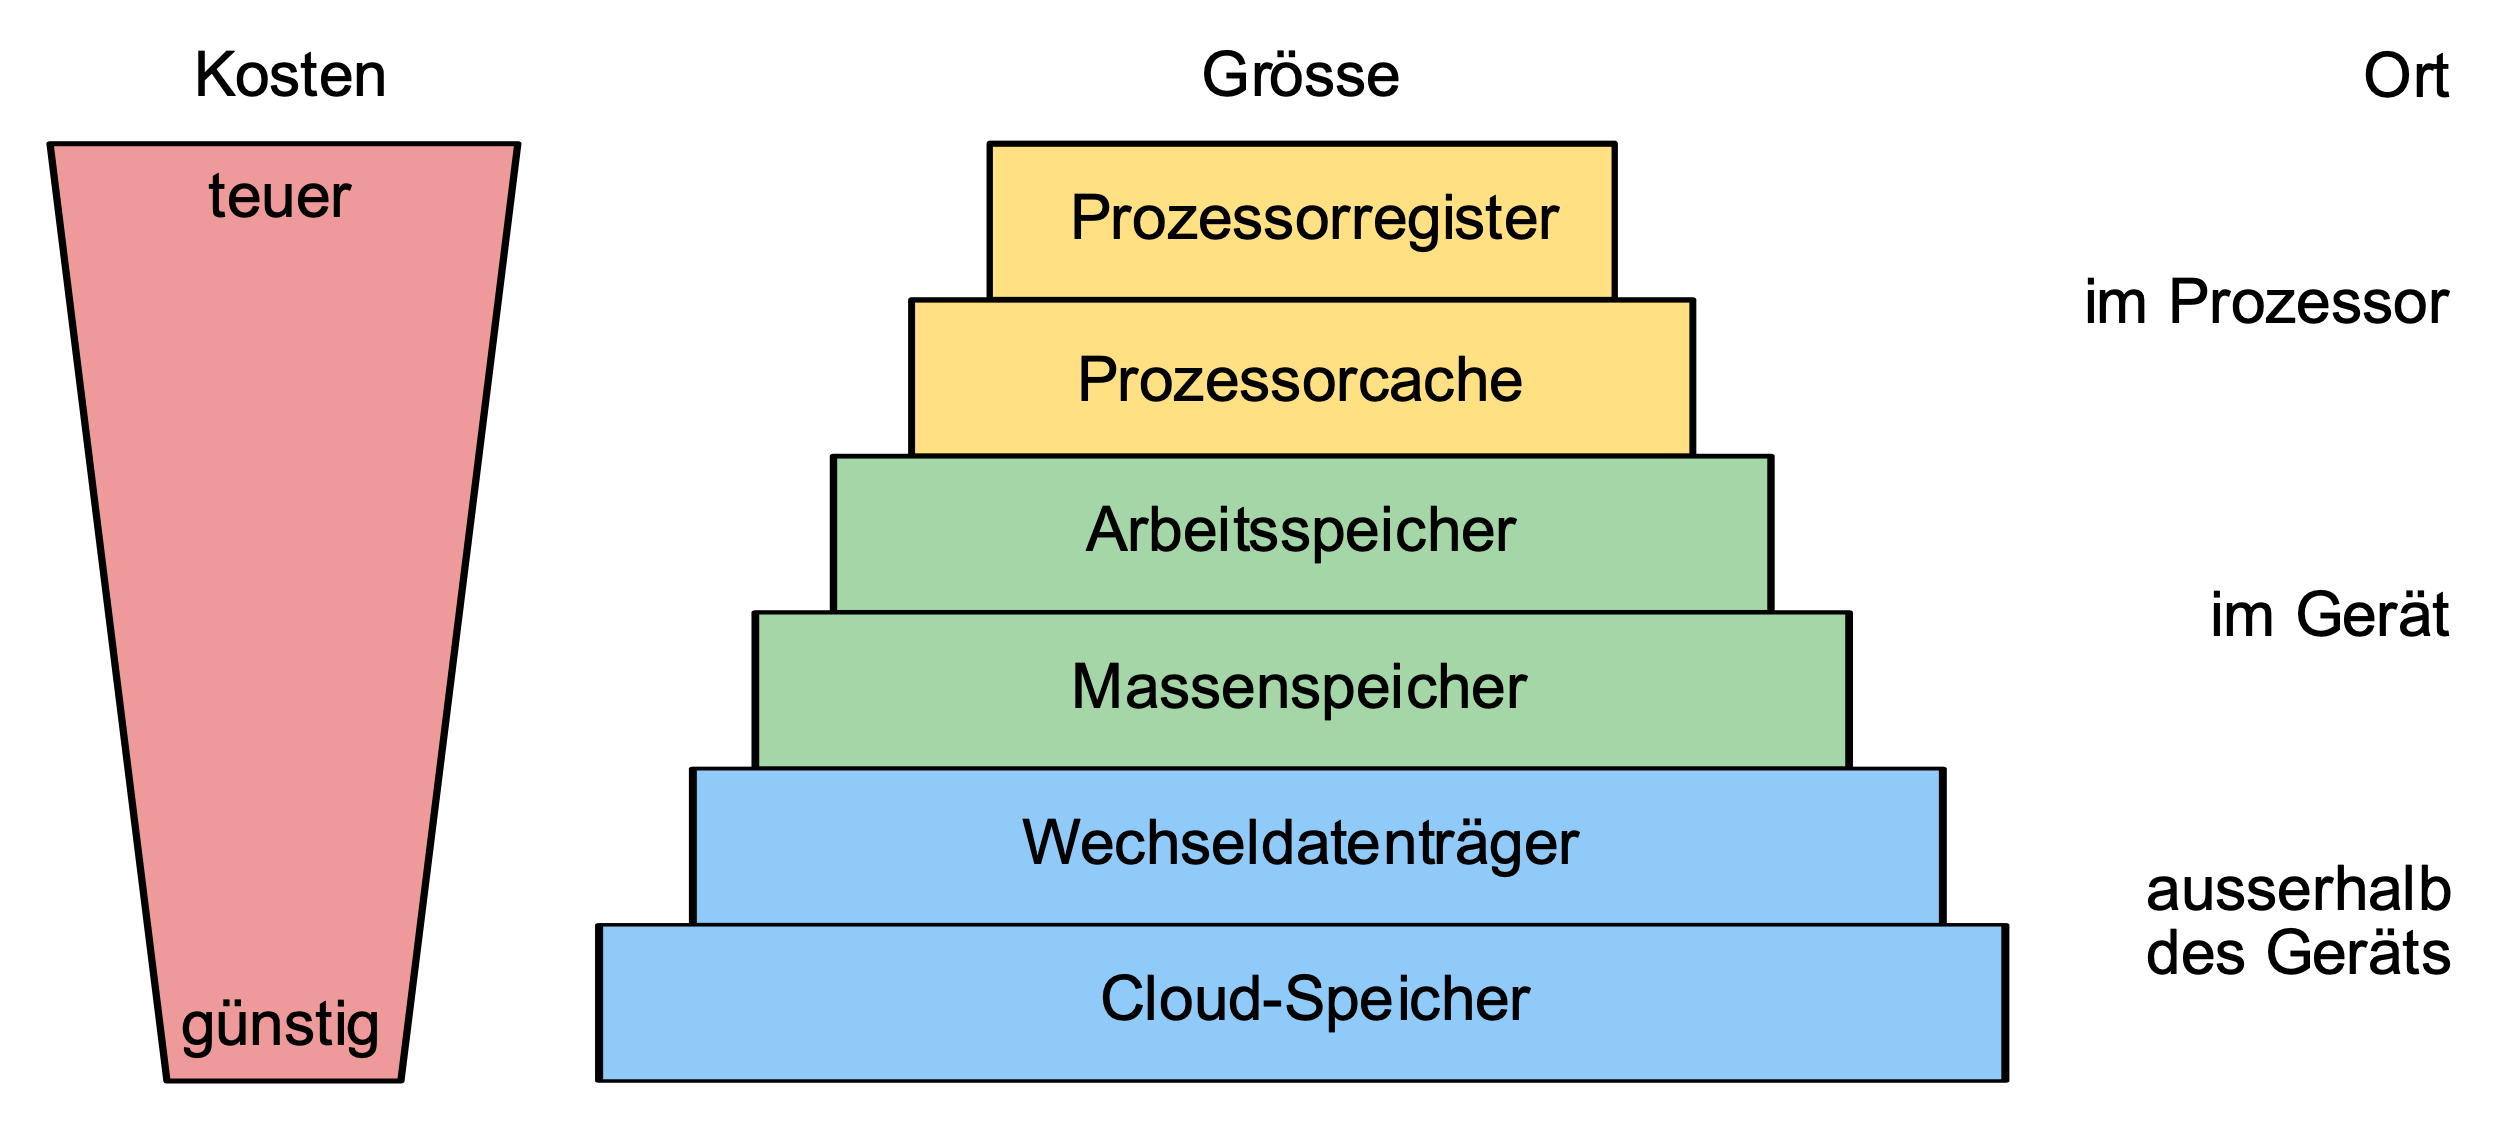 Kosten
Grösse
Ort
teuer
Prozessorregister
im Prozessor
Prozessorcache
Arbeitsspeicher
im Gerät
Massenspeicher
Wechseldatenträger
ausserhalb
des Geräts
Cloud-Speicher
günstig